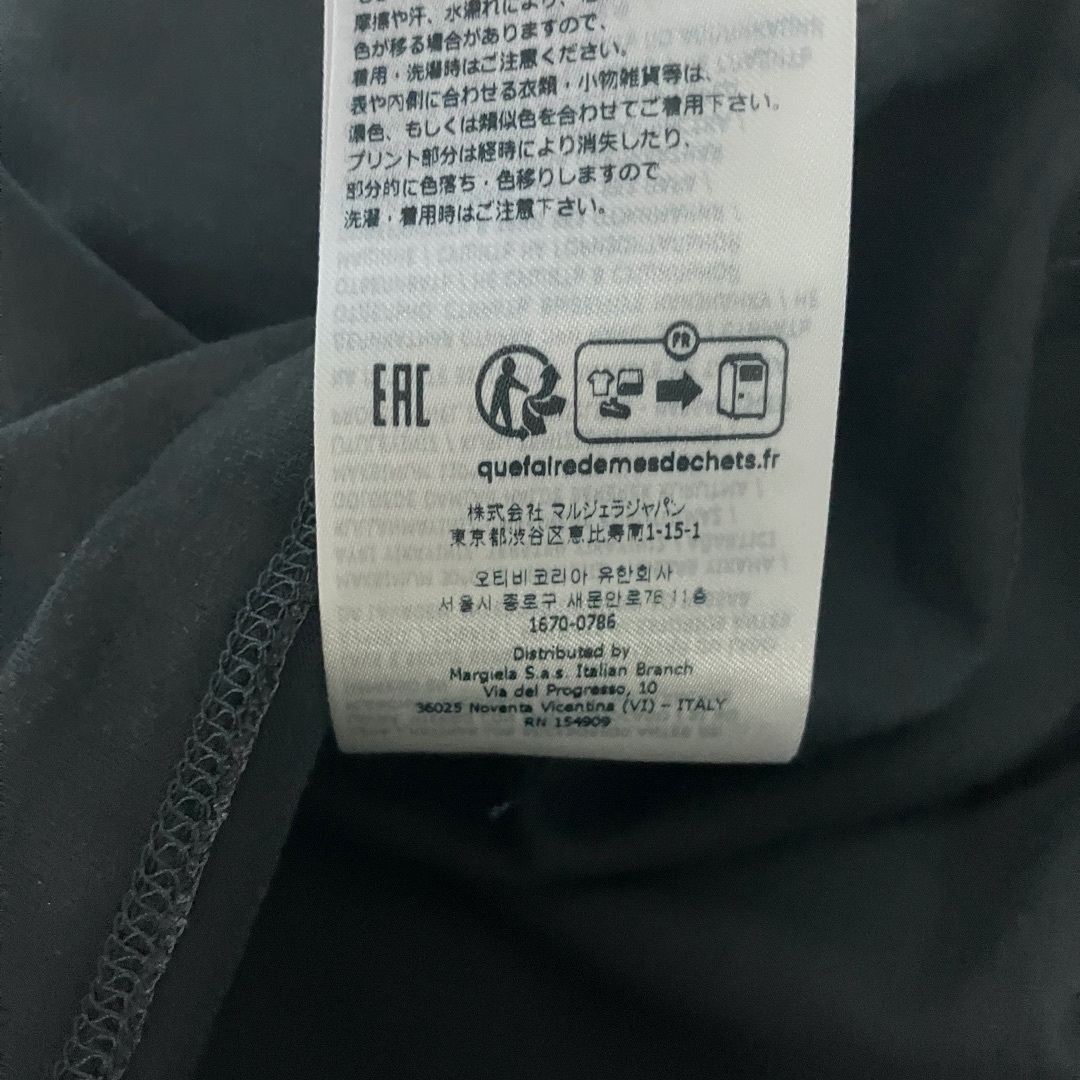 摩擦や汗、水濡れにより、
色が移る場合がありますので、
着用・洗濯時はご注意ください。
表や内側に合わせる衣類・小物雑貨等は、
濃色、もしくは類似色を合わせてご着用下さい。
プリント部分は経時により消失したり、
部分的に色落ち・色移りしますので
洗濯・着用時はご注意下さい。
EAC
FR
quefairedemesdechets.fr
株式会社 マルジェラジャパン
東京都渋谷区恵比寿南1-15-1
오티비코리아 유한회사
서울시 종로구 새문안로76 11층
1670-0786
Distributed by
Margiela S.a.s. Italian Branch
Via del Progresso, 10
36025 Noventa Vicentina (VI) – ITALY
RN 154909